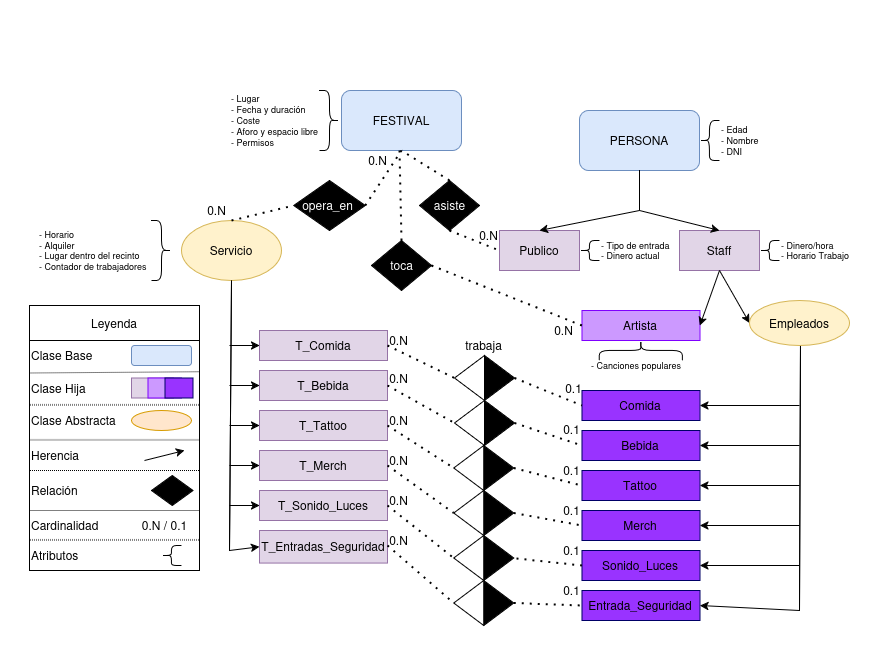 - Lugar
- Fecha y duración
- Coste
- Aforo y espacio libre
- Permisos
FESTIVAL
PERSONA
- Edad
- Nombre
- DNI
0.N
opera_en
asiste
0.N
0.N
- Horario
- Alquiler
- Lugar dentro del recinto
- Contador de trabajadores
Servicio
toca
Publico
- Tipo de entrada
- Dinero actual
Staff
- Dinero/hora
- Horario Trabajo
0.N
Artista
Empleados
- Canciones populares
trabaja
Leyenda
Clase Base
Clase Hija
Clase Abstracta
Herencia
Relación
Cardinalidad
0.N / 0.1
Atributos
T_Comida
0.N
T_Bebida
0.N
T_Tattoo
0.N
T_Merch
0.N
T_Sonido_Luces
0.N
T_Entradas_Seguridad
0.N
0.1
Comida
0.1
Bebida
0.1
Tattoo
0.1
Merch
0.1
Sonido_Luces
0.1
Entrada_Seguridad